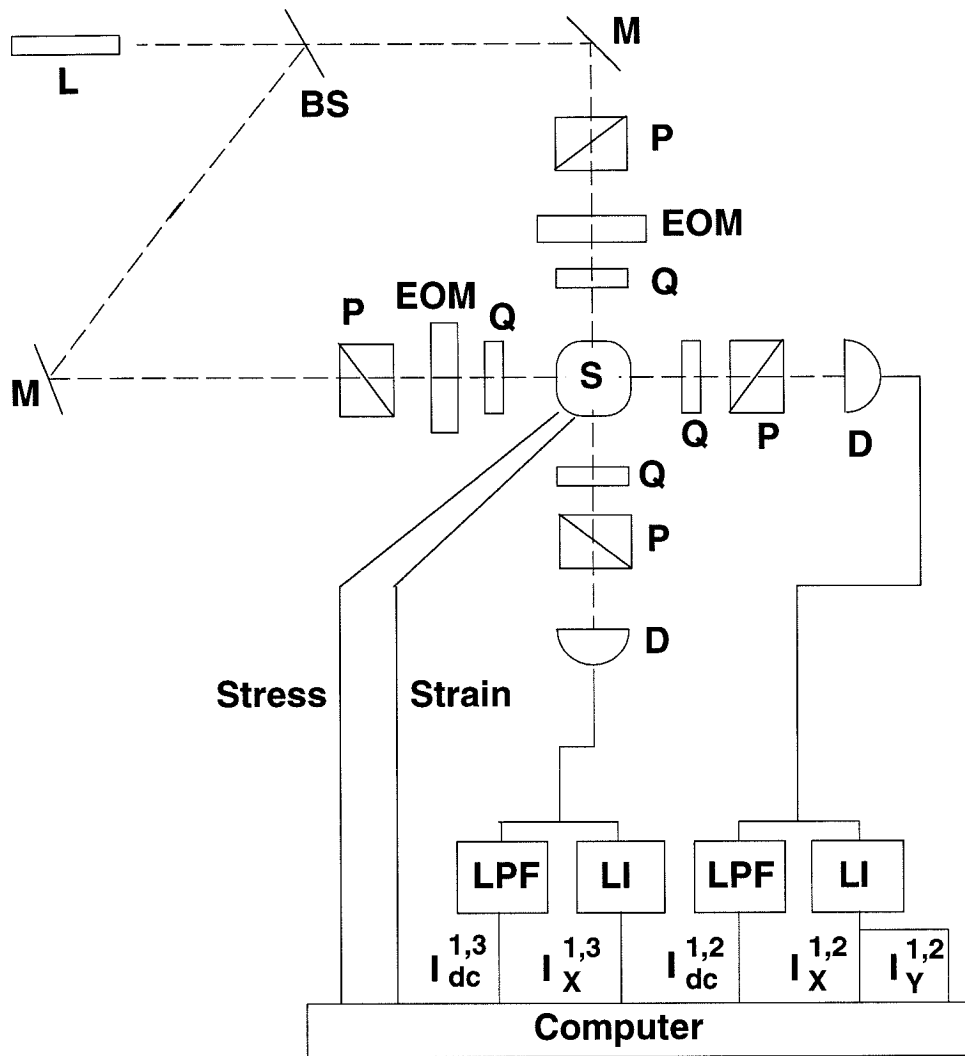 M
L
BS
P
EOM
Q
P
EOM
Q
M
S
Q
P
D
Q
P
D
Stress
Strain
LPF
LI
LPF
LI
I 1,3 dc
I 1,3 X
I 1,2 dc
I 1,2 X
I 1,2 Y
Computer